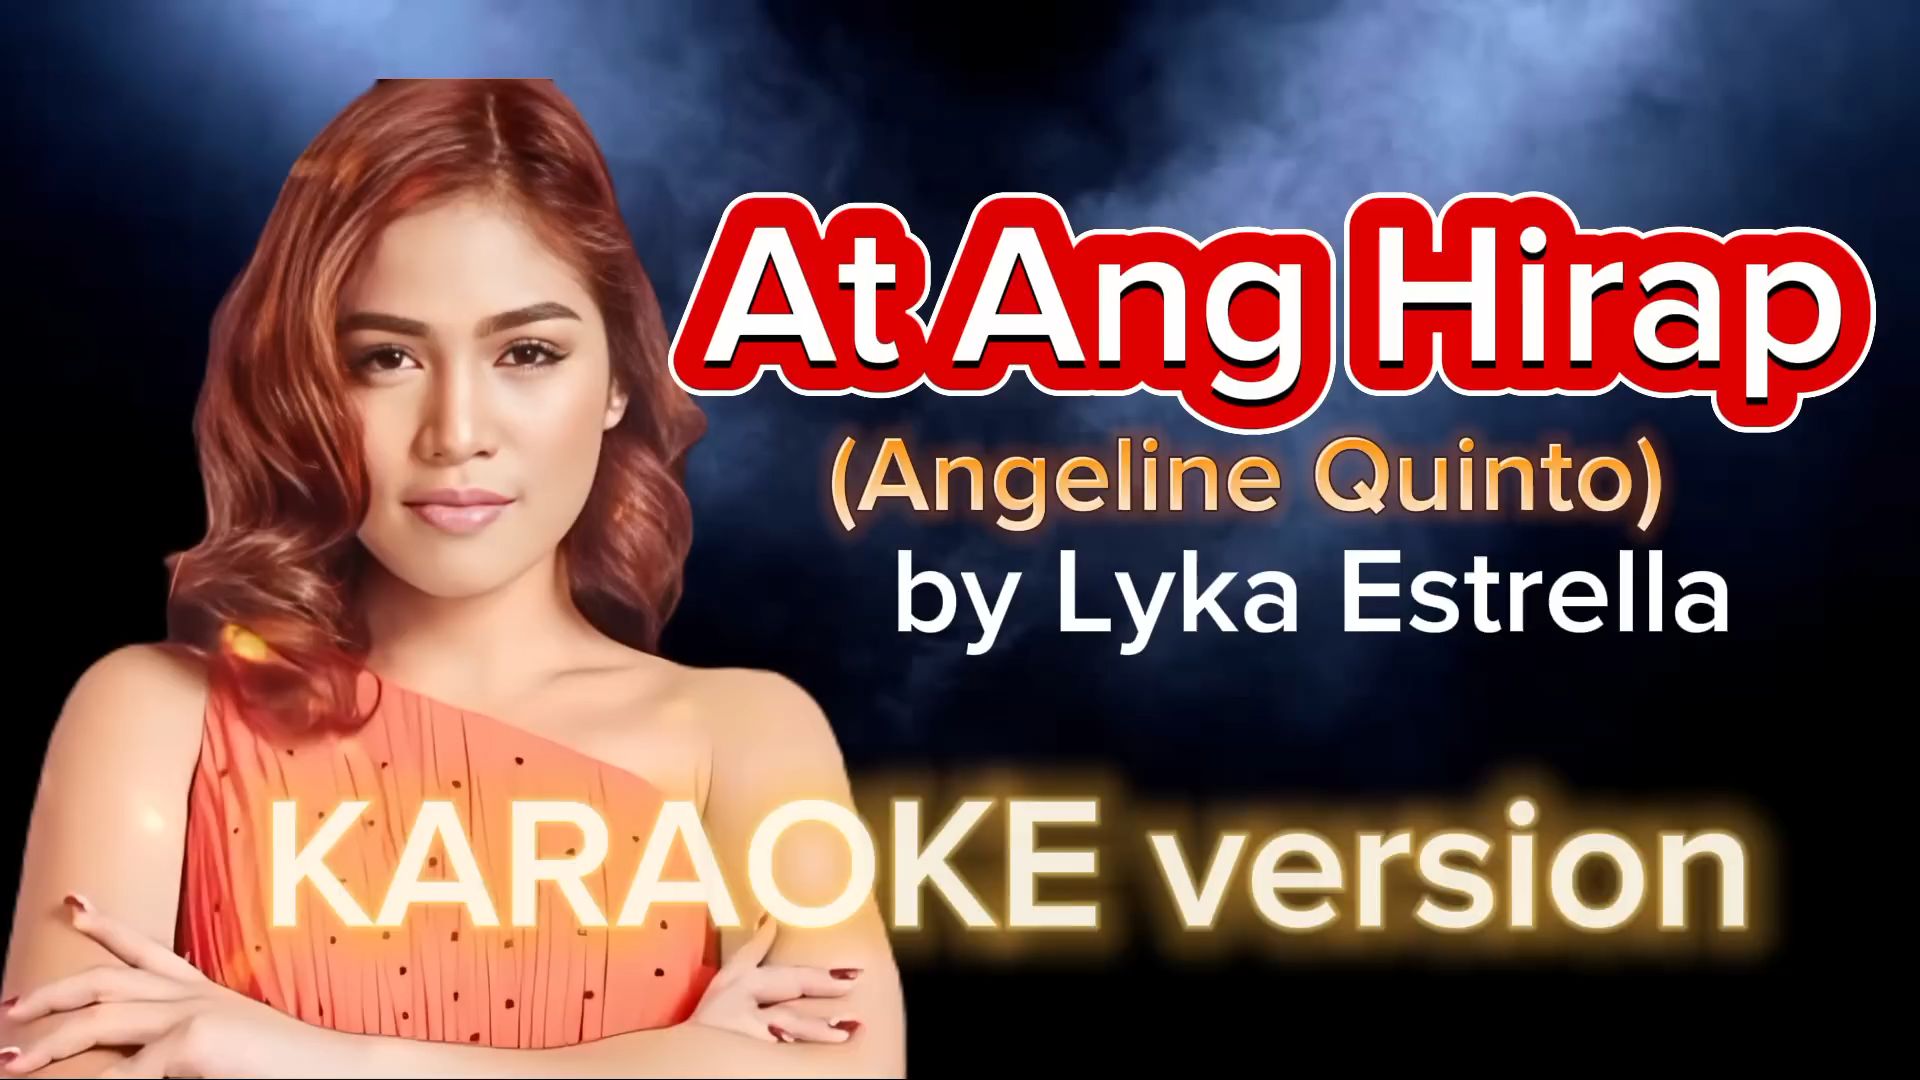 At Ang Hirap
(Angeline Quinto)
by Lyka Estrella
KARAOKE version